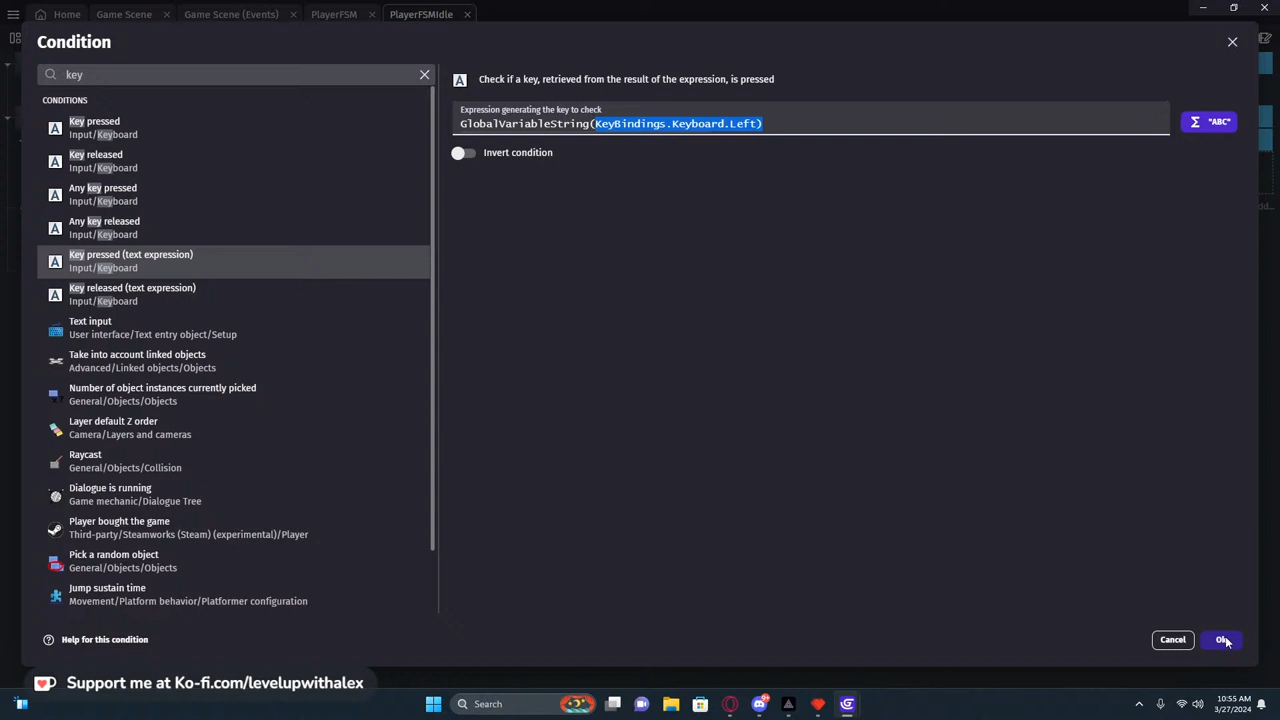 Home
Game Scene
Game Scene (Events)
PlayerFSM
PlayerFSMIdle
Condition
key
CONDITIONS
Key pressed
Input/Keyboard
Key released
Input/Keyboard
Any key pressed
Input/Keyboard
Any key released
Input/Keyboard
Key pressed (text expression)
Input/Keyboard
Key released (text expression)
Input/Keyboard
Text input
User interface/Text entry object/Setup
Take into account linked objects
Advanced/Linked objects/Objects
Number of object instances currently picked
General/Objects/Objects
Layer default Z order
Camera/Layers and cameras
Raycast
General/Objects/Collision
Dialogue is running
Game mechanic/Dialogue Tree
Player bought the game
Third-party/Steamworks (Steam) (experimental)/Player
Pick a random object
General/Objects/Objects
Jump sustain time
Movement/Platform behavior/Platformer configuration
Help for this condition
Check if a key, retrieved from the result of the expression, is pressed
Expression generating the key to check
GlobalVariableString(KeyBindings.Keyboard.Left)
Σ "ABC"
Invert condition
Cancel
Ok
Support me at Ko-fi.com/levelupwithalex
Search
10:55 AM
3/27/2024